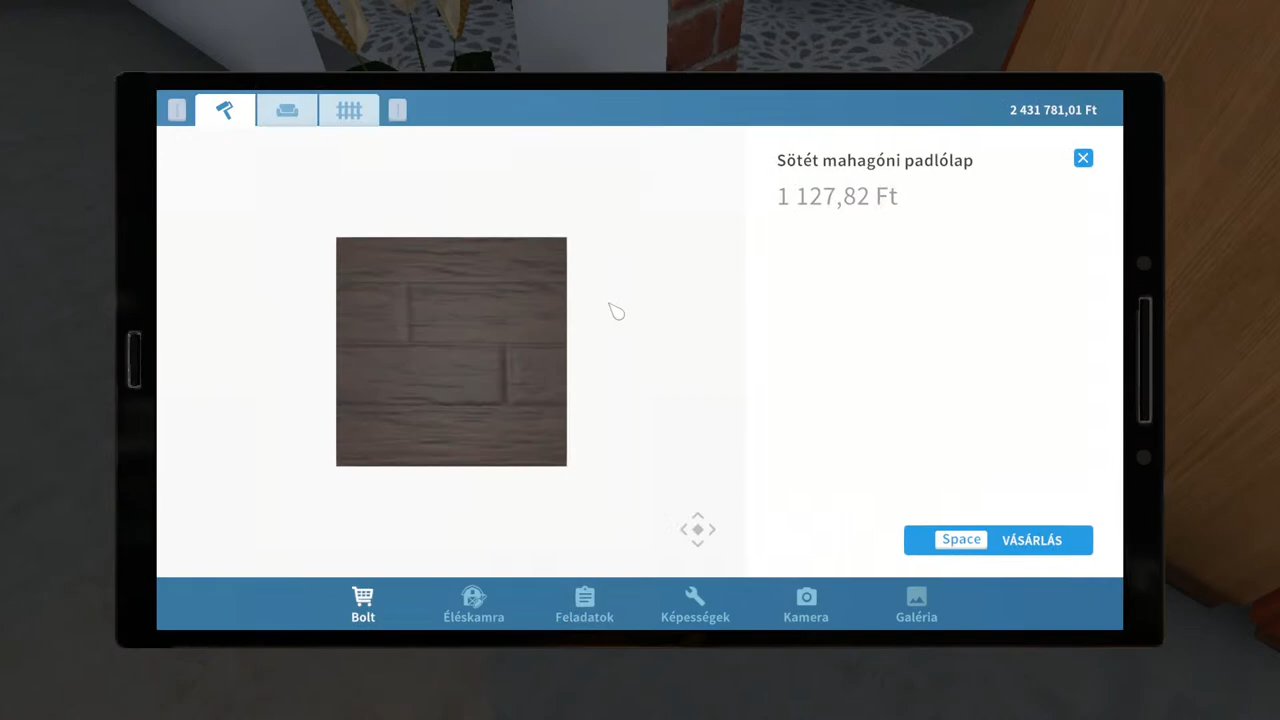 2 431 781,01 Ft
Sötét mahagóni padlólap
1 127,82 Ft
Space VÁSÁRLÁS
Bolt Éléskamra Feladatok Képességek Kamera Galéria